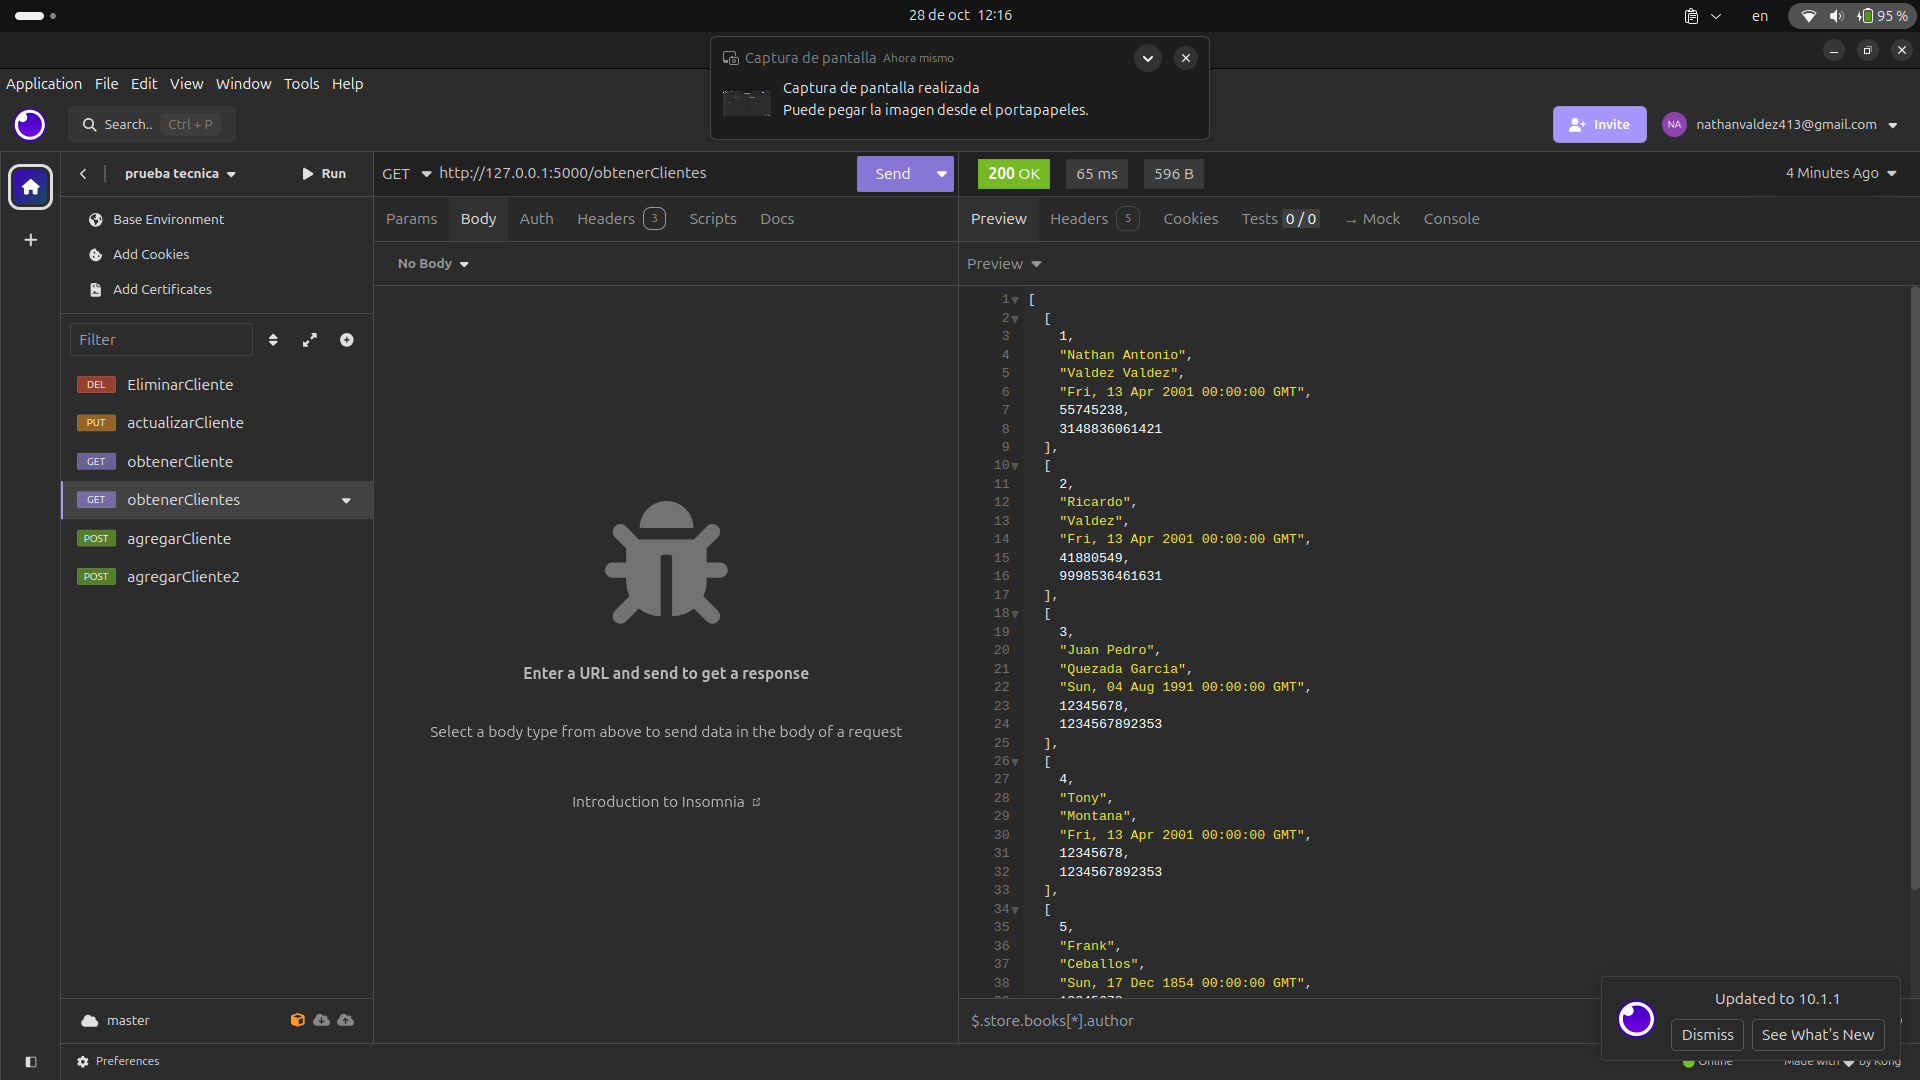 28 de oct 12:16
en
95 %
Captura de pantalla Ahora mismo
Captura de pantalla realizada
Puede pegar la imagen desde el portapapeles.
Application File Edit View Window Tools Help
Search.. Ctrl + P
Invite
NA nathanvaldez413@gmail.com
prueba tecnica
Run
GET http://127.0.0.1:5000/obtenerClientes
Send
200 OK
65 ms
596 B
4 Minutes Ago
Base Environment
Add Cookies
Add Certificates
Params Body Auth Headers 3 Scripts Docs
Preview Headers 5 Cookies Tests 0 / 0 → Mock Console
No Body
Preview
Filter
DEL EliminarCliente
PUT actualizarCliente
GET obtenerCliente
GET obtenerClientes
POST agregarCliente
POST agregarCliente2
Enter a URL and send to get a response
Select a body type from above to send data in the body of a request
Introduction to Insomnia
1 [
2 [
3 1,
4 "Nathan Antonio",
5 "Valdez Valdez",
6 "Fri, 13 Apr 2001 00:00:00 GMT",
7 55745238,
8 3148836061421
9 ],
10 [
11 2,
12 "Ricardo",
13 "Valdez",
14 "Fri, 13 Apr 2001 00:00:00 GMT",
15 41880549,
16 9998536461631
17 ],
18 [
19 3,
20 "Juan Pedro",
21 "Quezada Garcia",
22 "Sun, 04 Aug 1991 00:00:00 GMT",
23 12345678,
24 1234567892353
25 ],
26 [
27 4,
28 "Tony",
29 "Montana",
30 "Fri, 13 Apr 2001 00:00:00 GMT",
31 12345678,
32 1234567892353
33 ],
34 [
35 5,
36 "Frank",
37 "Ceballos",
38 "Sun, 17 Dec 1854 00:00:00 GMT",
$.store.books[*].author
master
Preferences
Updated to 10.1.1
Dismiss
See What's New
Online
Made with by Kong